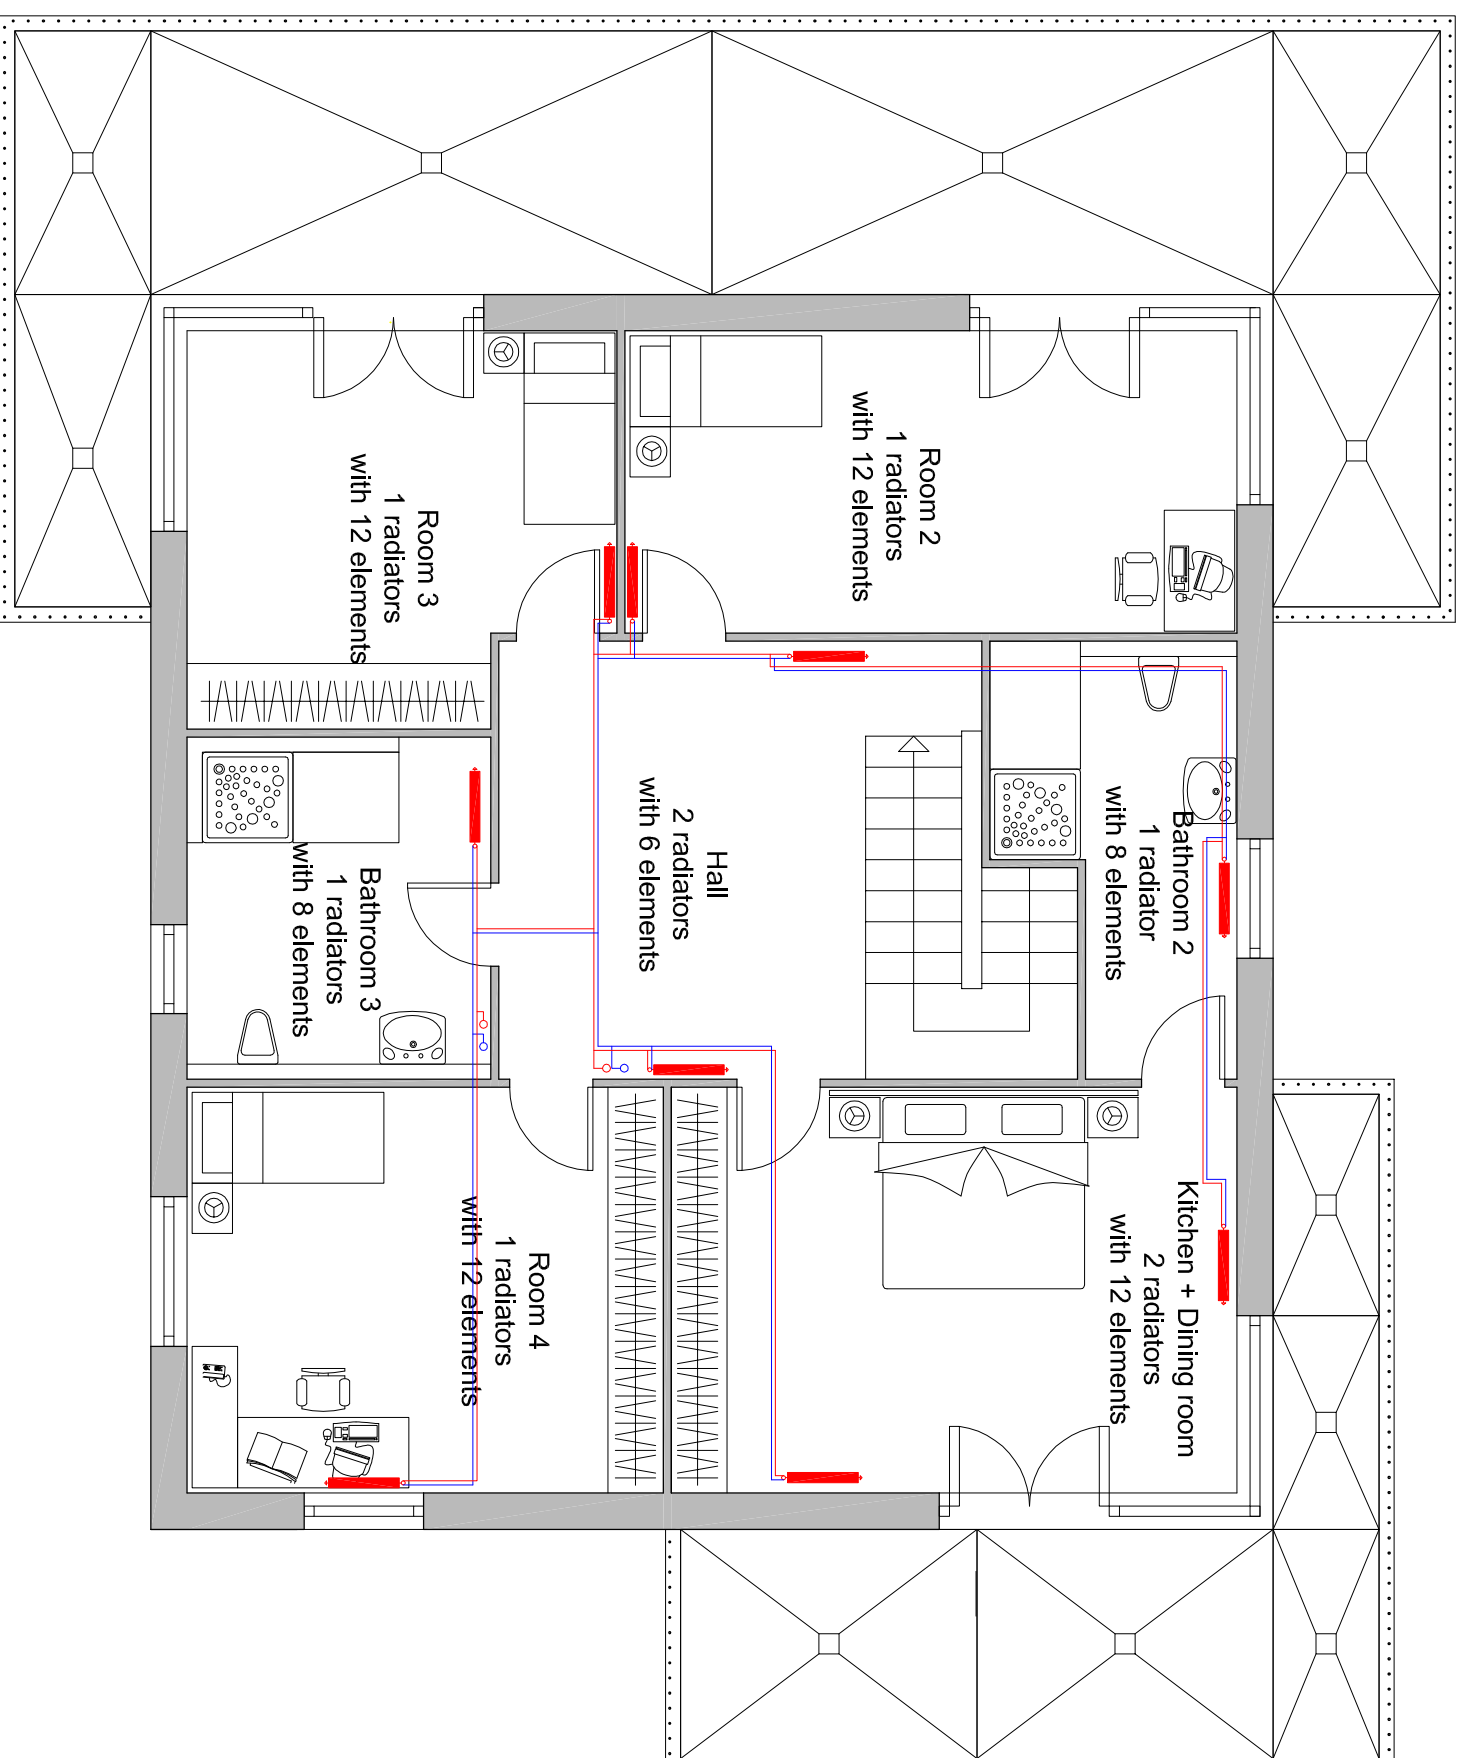 Room 2
1 radiators
with 12 elements
Room 3
1 radiators
with 12 elements
Bathroom 2
1 radiator
with 8 elements
Hall
2 radiators
with 6 elements
Bathroom 3
1 radiators
with 8 elements
Kitchen + Dining room
2 radiators
with 12 elements
Room 4
1 radiators
with 12 elements